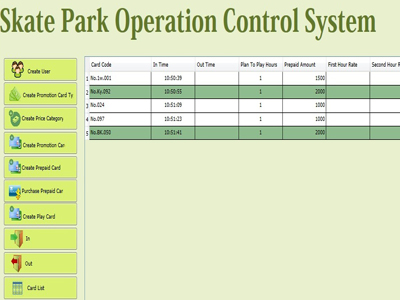 Skate Park Operation Control System
Create User
Create Promotion Card Ty
Create Price Category
Create Promotion Car
Create Prepaid Card
Purchase Prepaid Car
Create Play Card
In
Out
Card List
Card Code In Time Out Time Plan To Play Hours Prepaid Amount First Hour Rate Second Hour R
1 No.1w.001 10:50:39 1 1500
2 No.Ky.092 10:50:55 1 2000
3 No.024 10:51:09 1 1000
4 No.097 10:51:23 1 1000
5 No.BK.050 10:51:41 1 2000